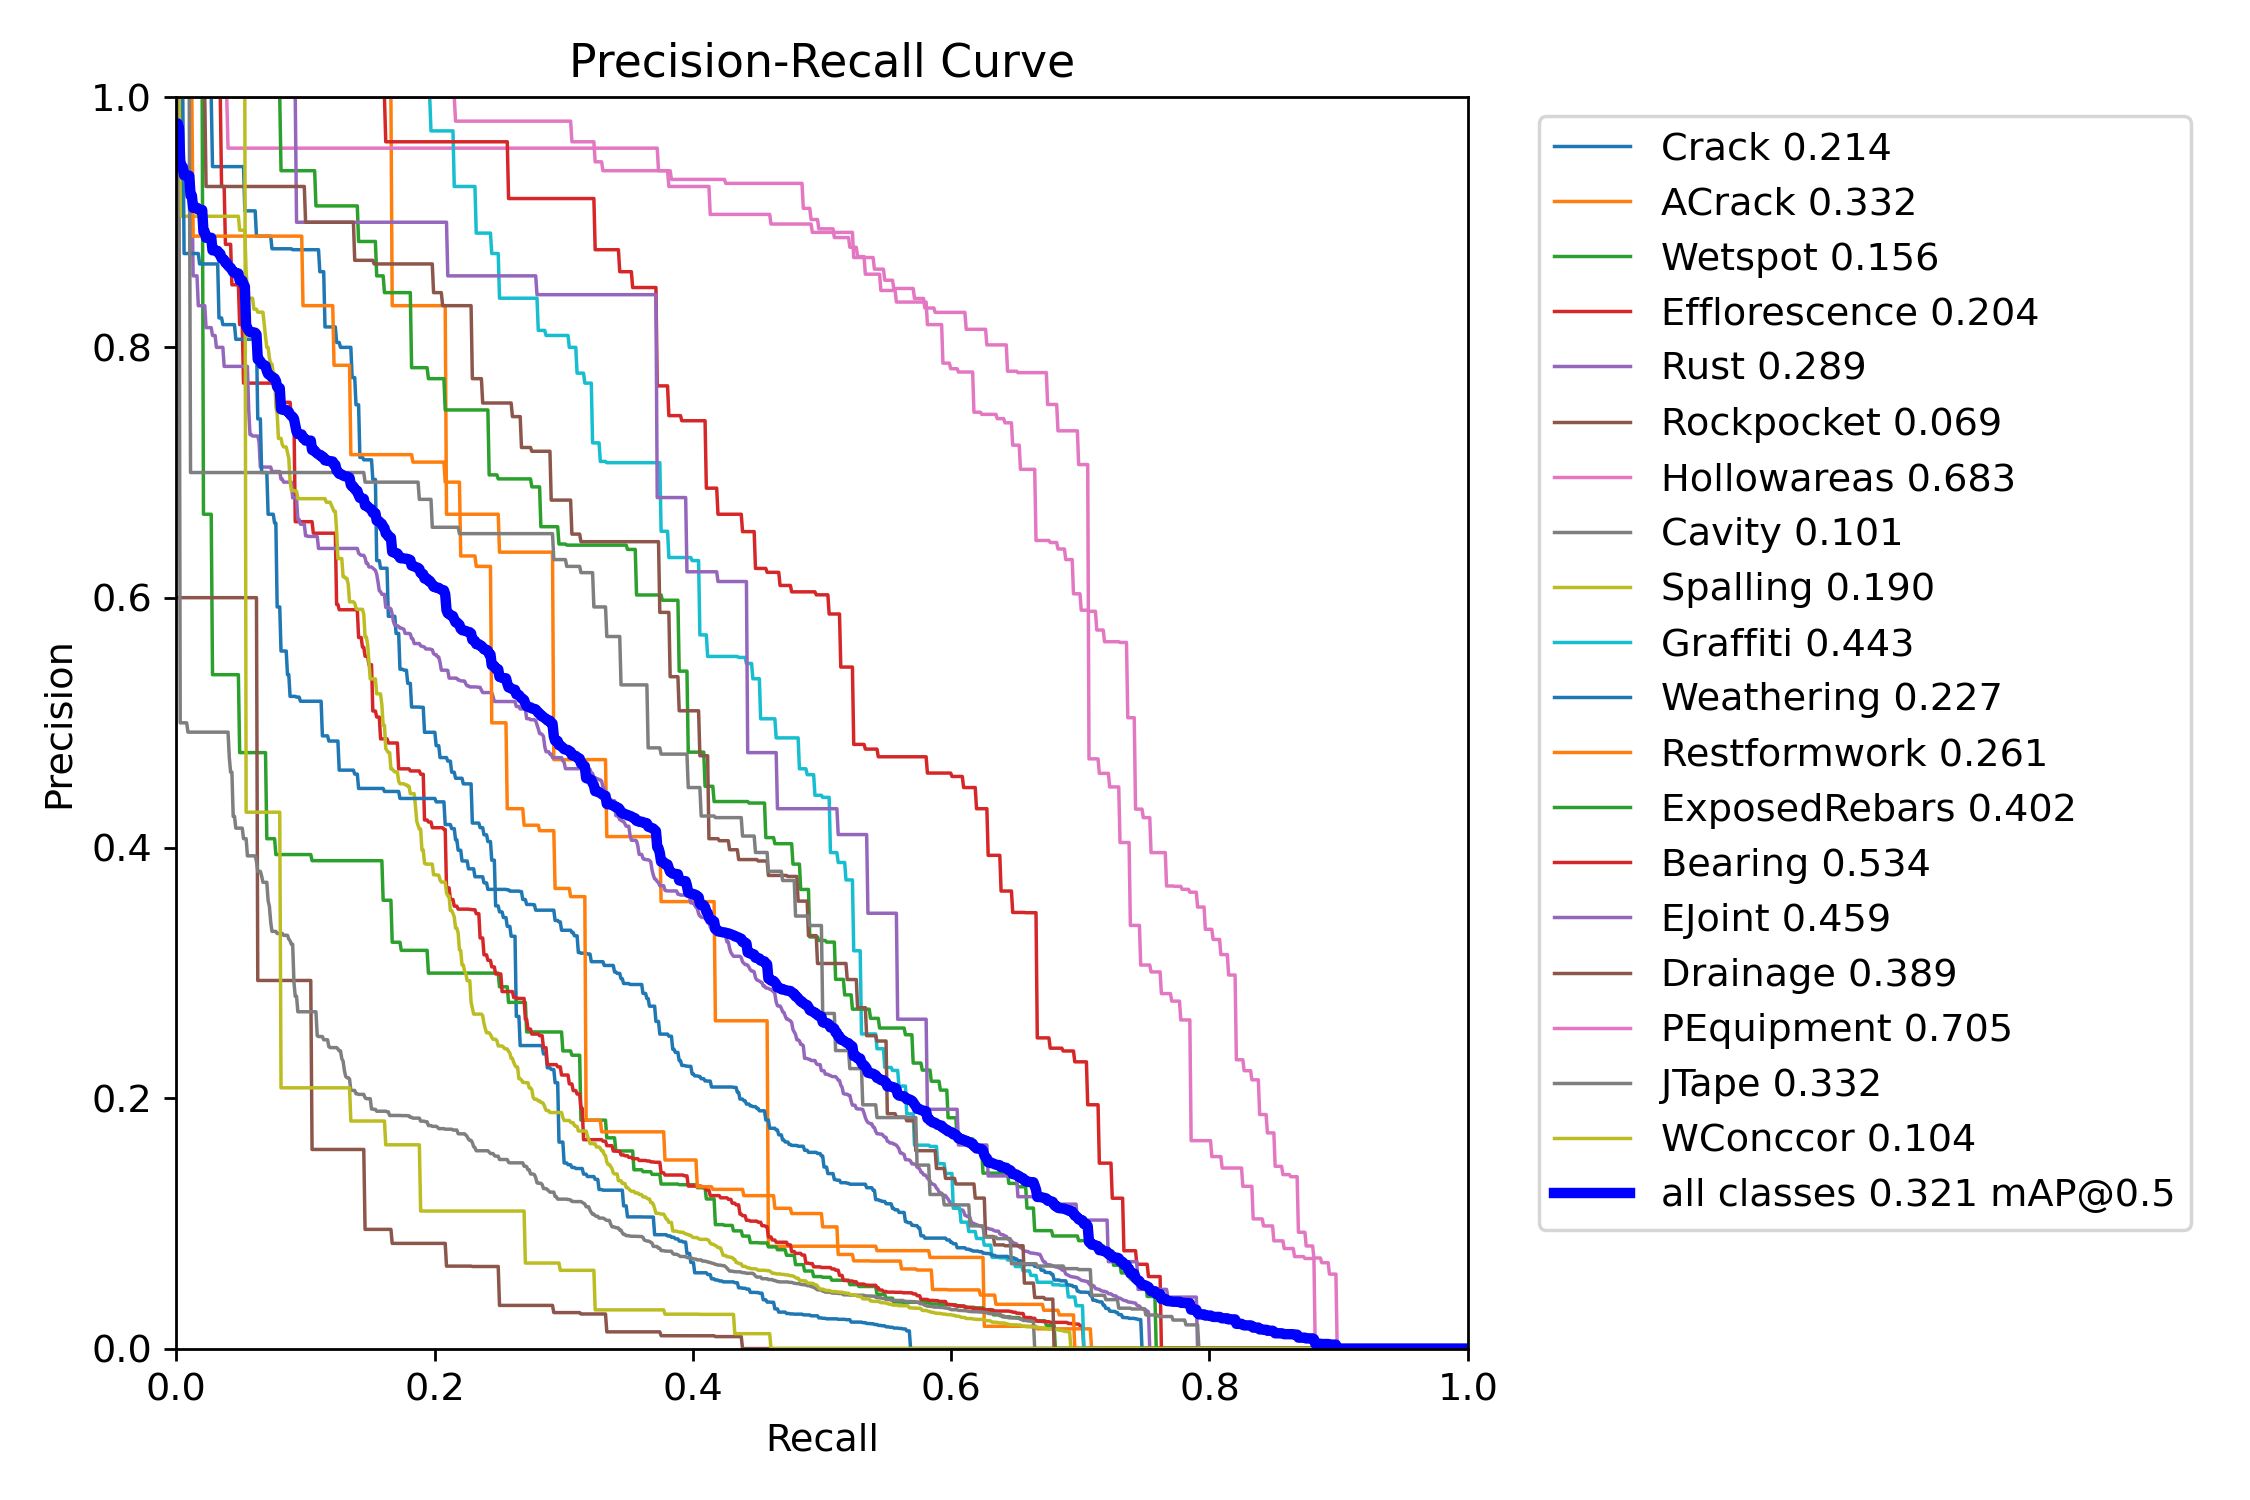 Precision-Recall Curve
1.0
0.8
0.6
0.4
0.2
0.0
Precision
0.0 0.2 0.4 0.6 0.8 1.0
Recall
Crack 0.214
ACrack 0.332
Wetspot 0.156
Efflorescence 0.204
Rust 0.289
Rockpocket 0.069
Hollowareas 0.683
Cavity 0.101
Spalling 0.190
Graffiti 0.443
Weathering 0.227
Restformwork 0.261
ExposedRebars 0.402
Bearing 0.534
EJoint 0.459
Drainage 0.389
PEquipment 0.705
JTape 0.332
WConccor 0.104
all classes 0.321 mAP@0.5